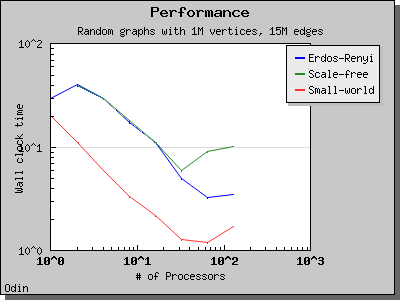 Performance
Random graphs with 1M vertices, 15M edges
Erdos-Renyi
Scale-free
Small-world
Wall clock time
10^2
10^1
10^0
10^0 10^1 10^2 10^3
# of Processors
Odin